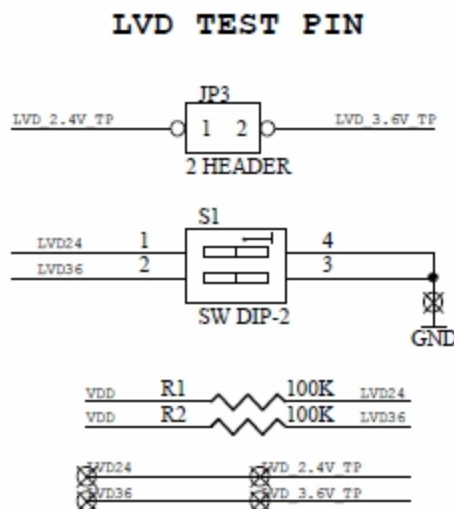 LVD TEST PIN
JP3
LVD_2.4V_TP 1 2 LVD_3.6V_TP
2 HEADER
S1
LVD24 1 4
LVD36 2 3
SW DIP-2
GND
VDD R1 100K LVD24
VDD R2 100K LVD36
LVD24 LVD_2.4V_TP
LVD36 LVD_3.6V_TP